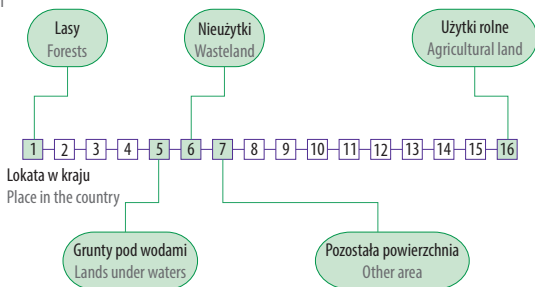 Lasy
Forests
Nieużytki
Wasteland
Użytki rolne
Agricultural land
1 2 3 4 5 6 7 8 9 10 11 12 13 14 15 16
Lokata w kraju
Place in the country
Grunty pod wodami
Lands under waters
Pozostała powierzchnia
Other area